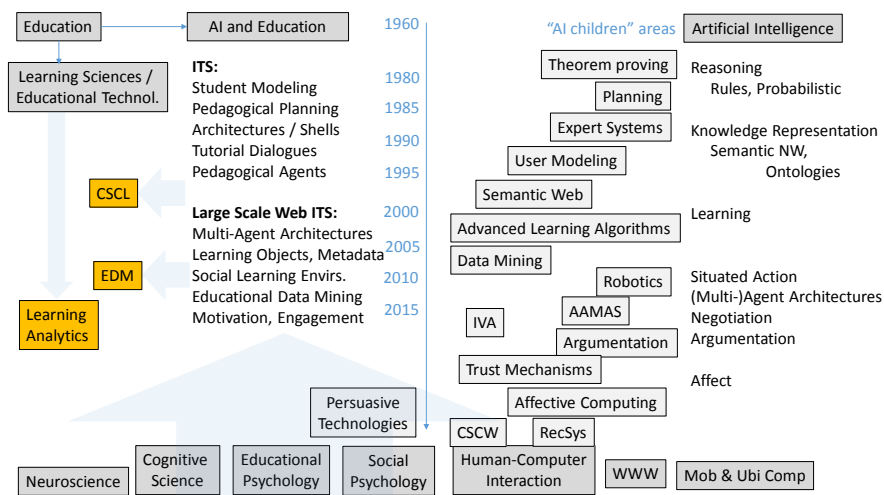 Education
AI and Education
1960
“AI children” areas
Artificial Intelligence
Learning Sciences /
Educational Technol.
ITS:
Student Modeling
Pedagogical Planning
Architectures / Shells
Tutorial Dialogues
Pedagogical Agents
1980
1985
1990
1995
CSCL
Large Scale Web ITS:
Multi-Agent Architectures
Learning Objects, Metadata
Social Learning Envirs.
Educational Data Mining
Motivation, Engagement
2000
2005
2010
2015
EDM
Learning
Analytics
Theorem proving
Planning
Expert Systems
User Modeling
Semantic Web
Advanced Learning Algorithms
Data Mining
Robotics
IVA
AAMAS
Argumentation
Trust Mechanisms
Affective Computing
CSCW
RecSys
Reasoning
Rules, Probabilistic
Knowledge Representation
Semantic NW,
Ontologies
Learning
Situated Action
(Multi-)Agent Architectures
Negotiation
Argumentation
Affect
Persuasive
Technologies
Neuroscience
Cognitive
Science
Educational
Psychology
Social
Psychology
Human-Computer
Interaction
WWW
Mob & Ubi Comp